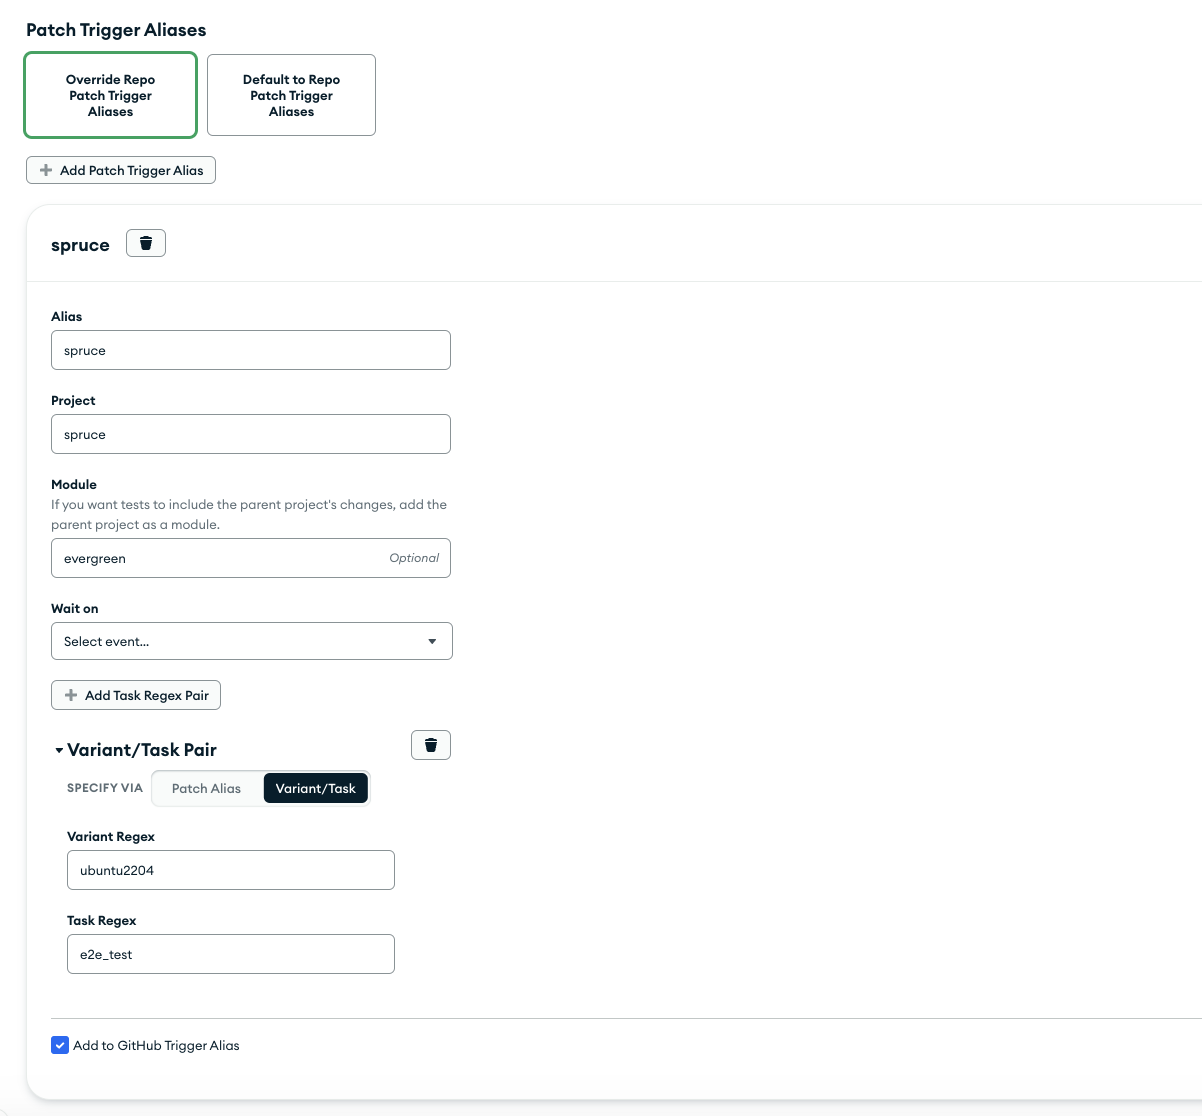 Patch Trigger Aliases
Override Repo
Patch Trigger
Aliases
Default to Repo
Patch Trigger
Aliases
Add Patch Trigger Alias
spruce
Alias
spruce
Project
spruce
Module
If you want tests to include the parent project's changes, add the
parent project as a module.
evergreen Optional
Wait on
Select event...
Add Task Regex Pair
Variant/Task Pair
SPECIFY VIA Patch Alias Variant/Task
Variant Regex
ubuntu2204
Task Regex
e2e_test
Add to GitHub Trigger Alias